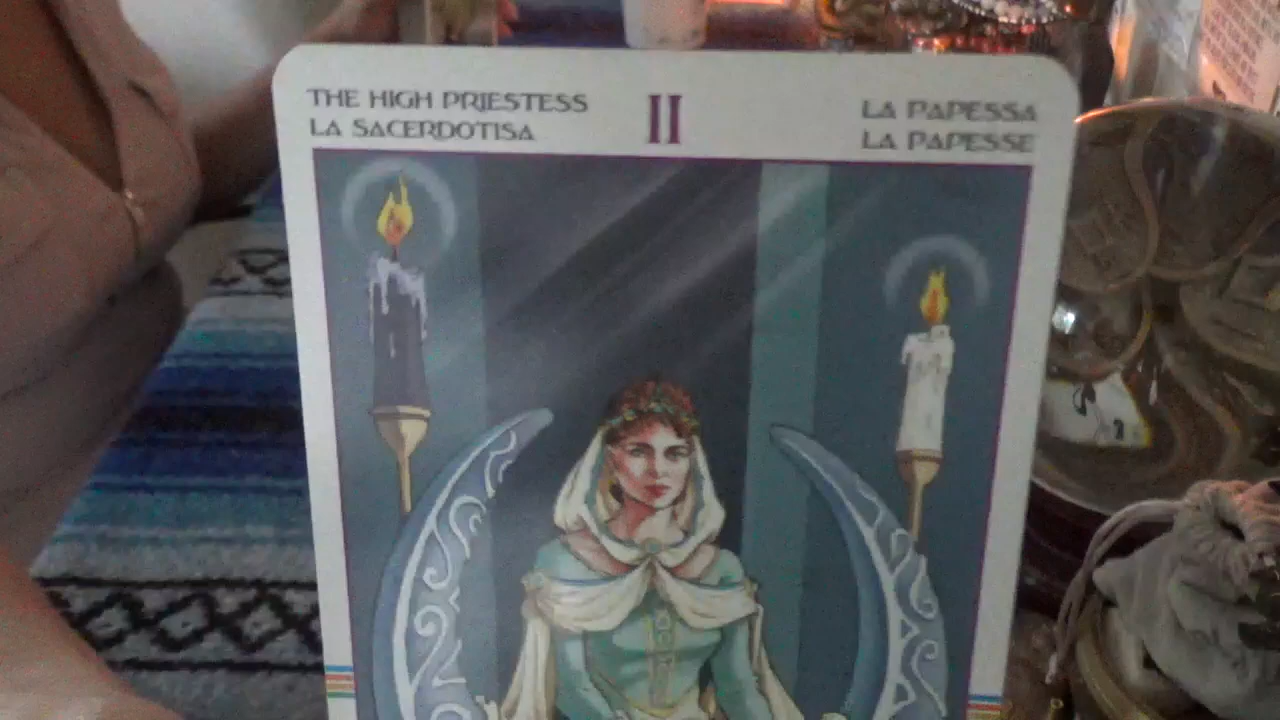 THE HIGH PRIESTESS
LA SACERDOTISA
II
LA PAPESSA
LA PAPESSE